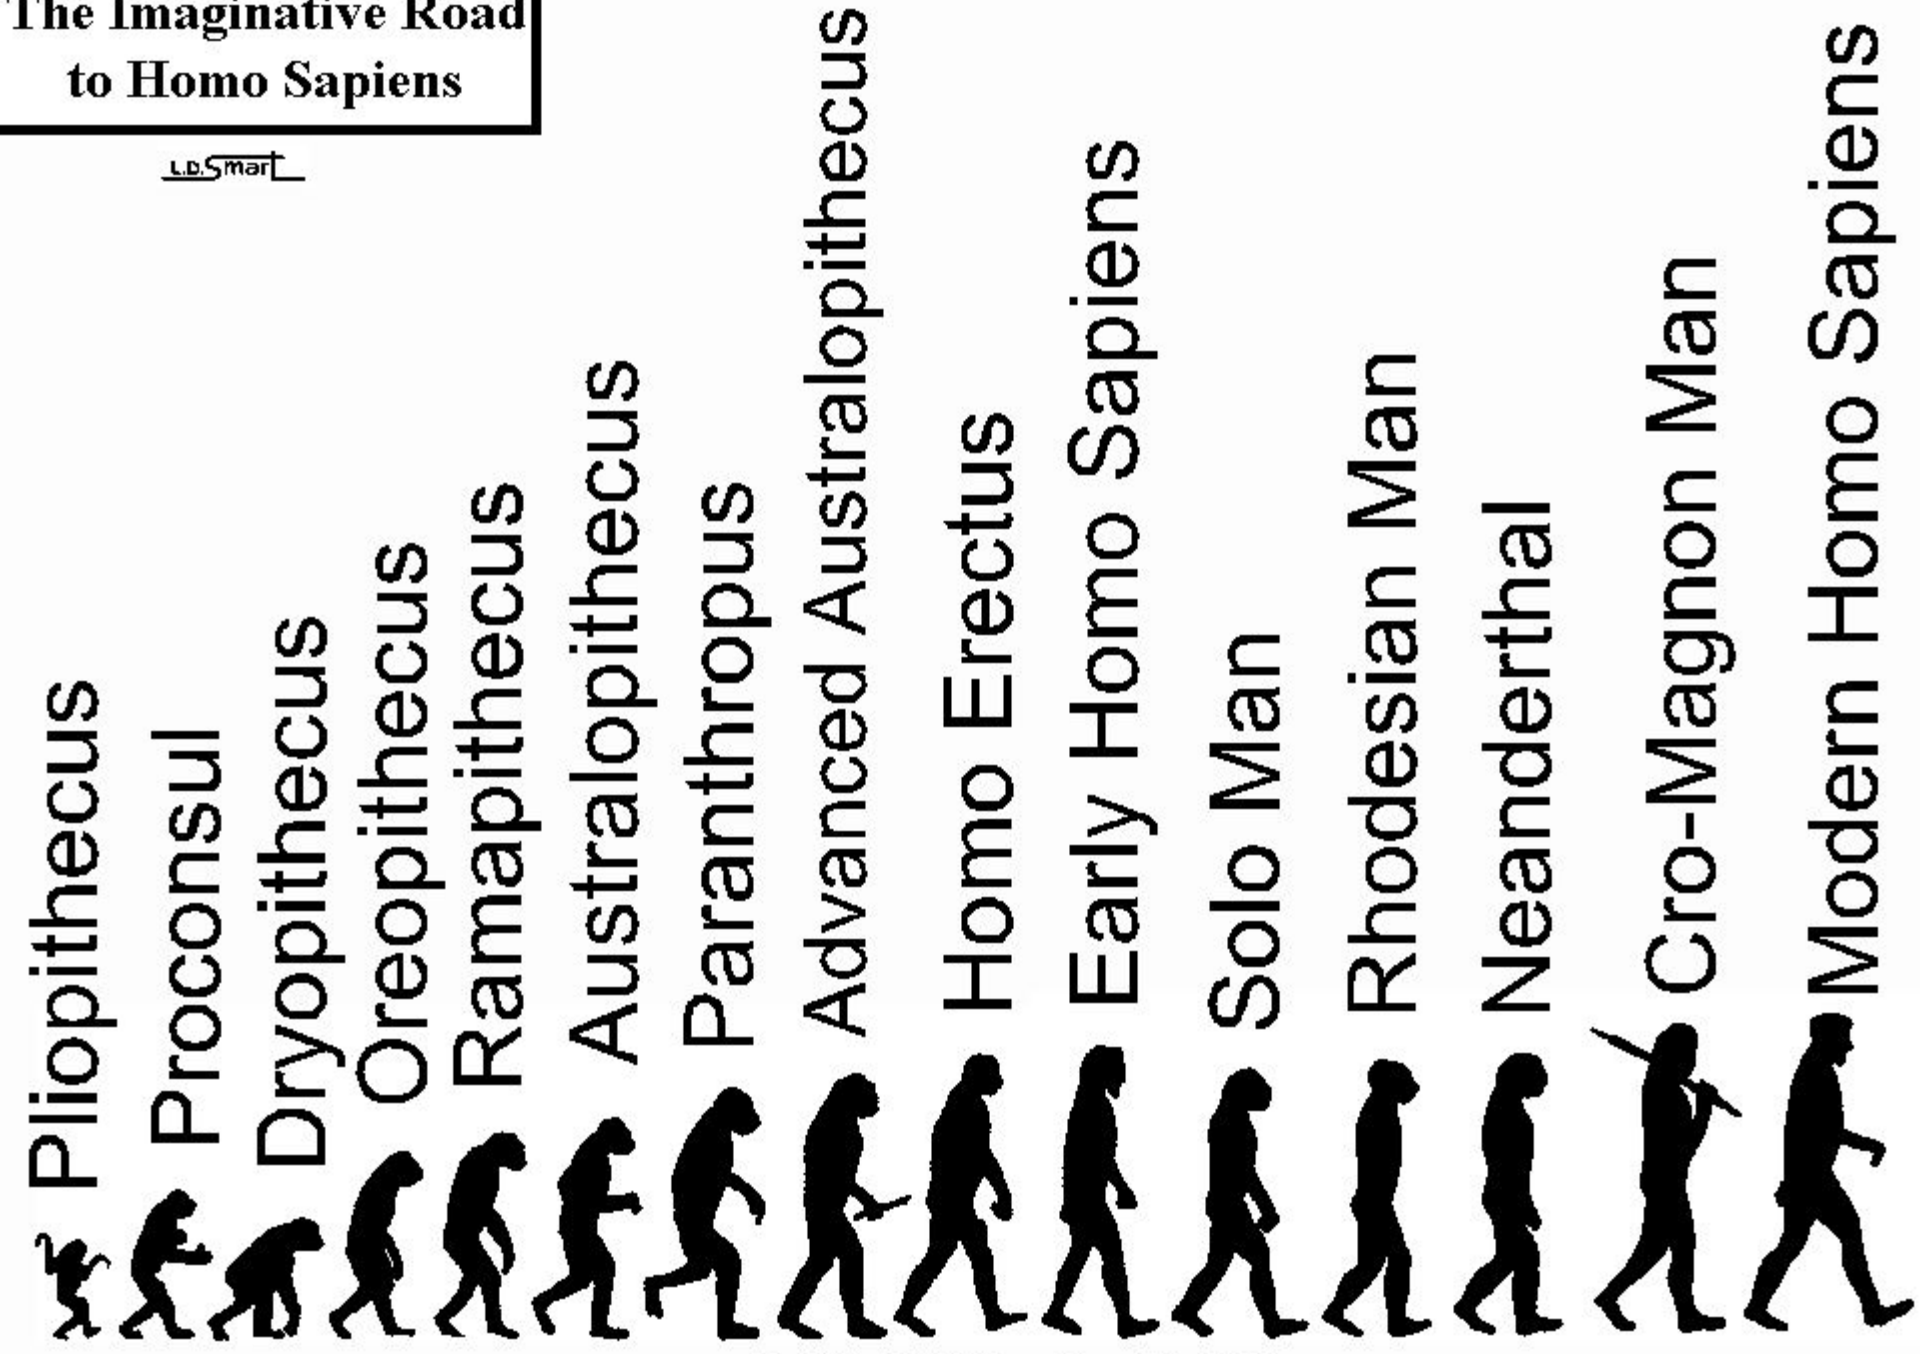 The Imaginative Road
to Homo Sapiens
L.D.Smart
Pliopithecus
Proconsul
Dryopithecus
Oreopithecus
Ramapithecus
Australopithecus
Paranthropus
Advanced Australopithecus
Homo Erectus
Early Homo Sapiens
Solo Man
Rhodesian Man
Neanderthal
Cro-Magnon Man
Modern Homo Sapiens